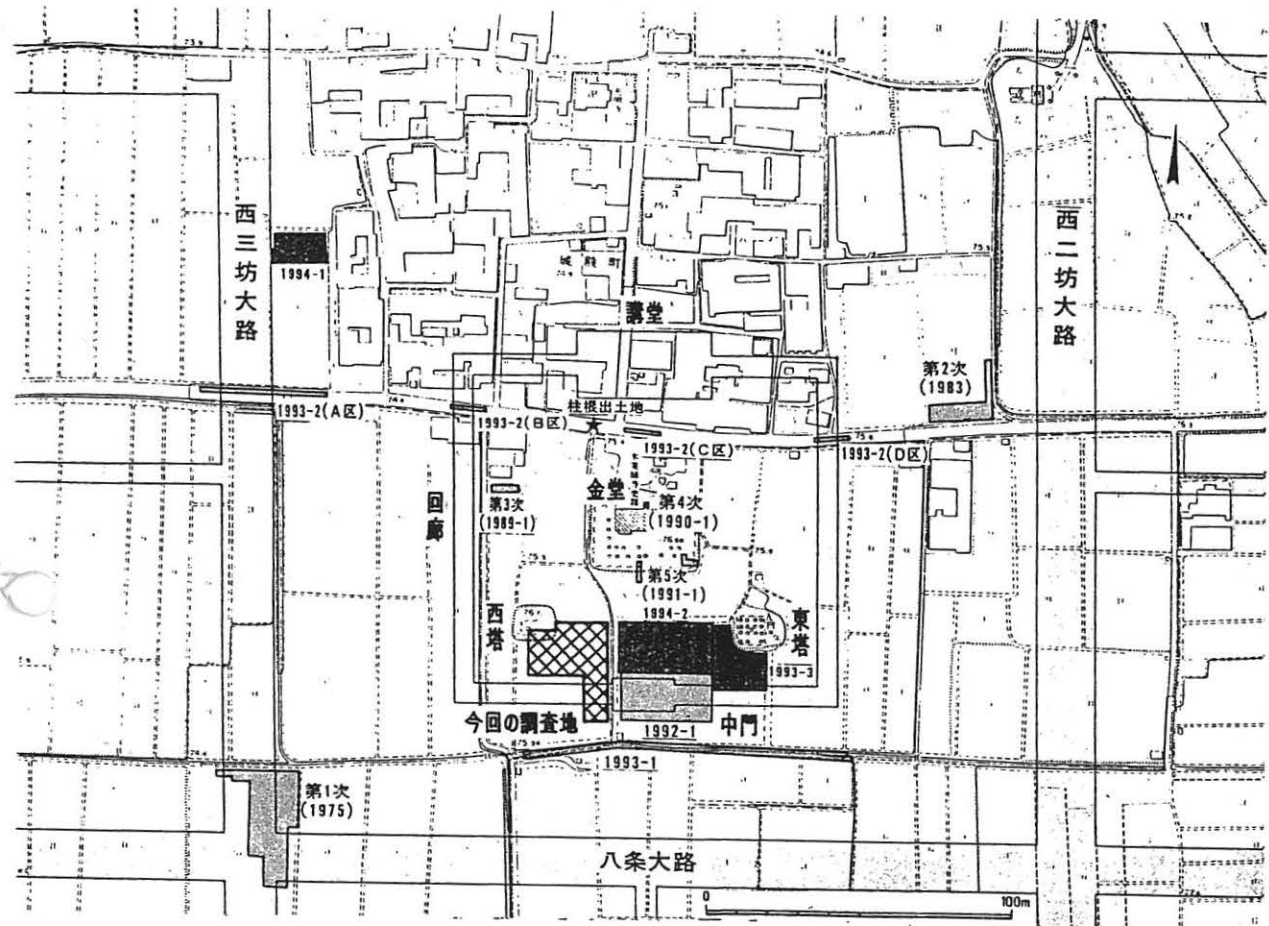 西三坊大路
1994-1
城殿町
講堂
西二坊大路
第2次
(1983)
1993-2(A区)
1993-2(B区)
柱根出土地
1993-2(C区)
1993-2(D区)
回廊
第3次
(1989-1)
金堂
第4次
(1990-1)
第5次
(1991-1)
1994-2
西塔
東塔
1993-3
今回の調査地
1992-1
中門
1993-1
第1次
(1975)
八条大路
0
100m